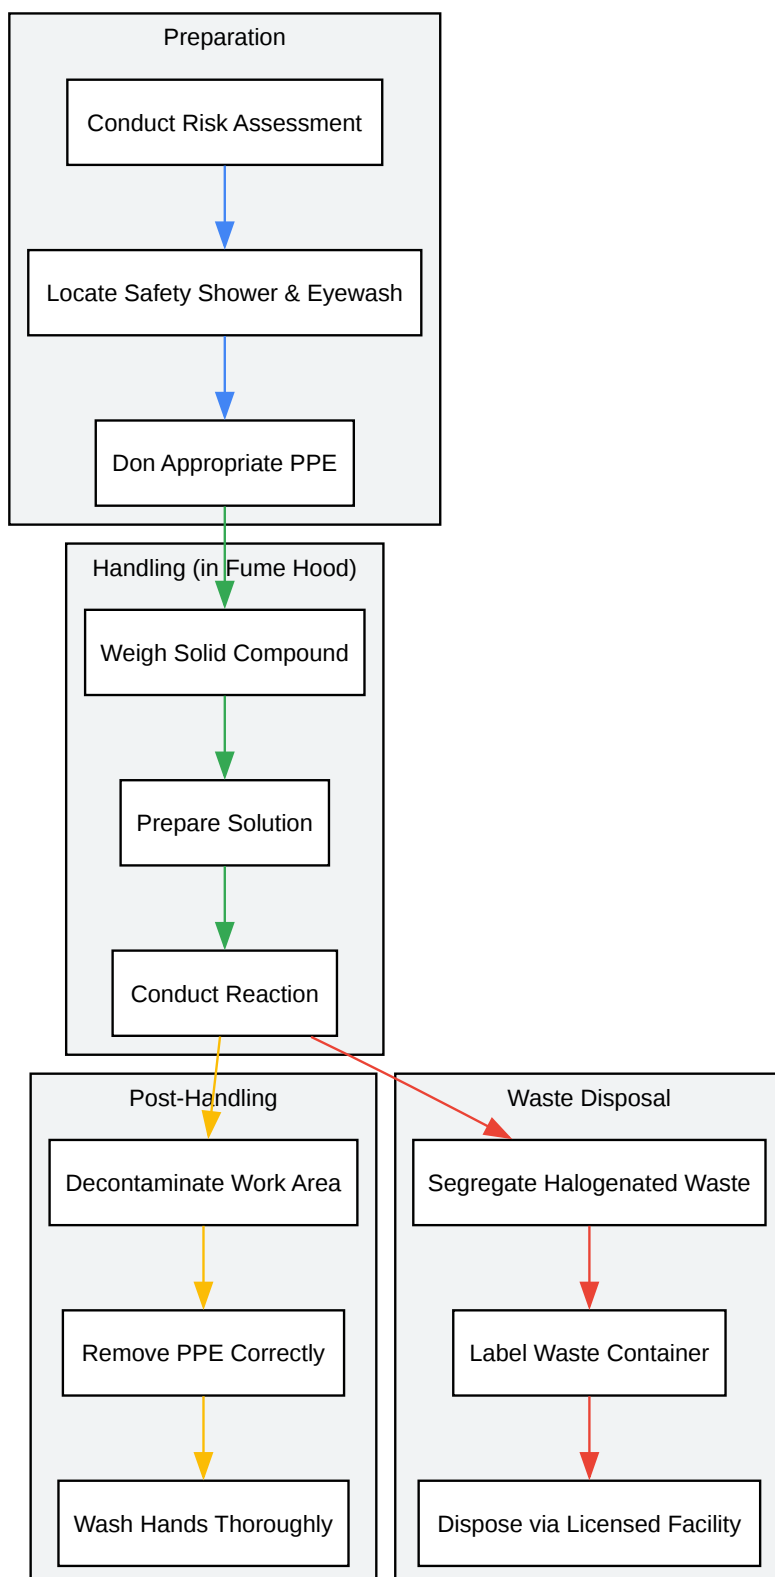 Preparation
Conduct Risk Assessment
Locate Safety Shower & Eyewash
Don Appropriate PPE
Handling (in Fume Hood)
Weigh Solid Compound
Prepare Solution
Conduct Reaction
Post-Handling
Decontaminate Work Area
Remove PPE Correctly
Wash Hands Thoroughly
Waste Disposal
Segregate Halogenated Waste
Label Waste Container
Dispose via Licensed Facility